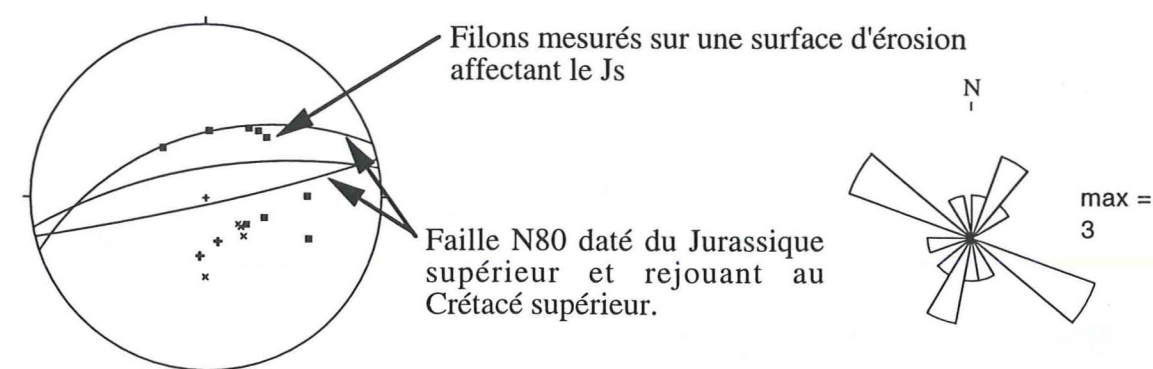 Filons mesurés sur une surface d'érosion
affectant le Js
N
max =
3
Faille N80 daté du Jurassique
supérieur et rejouant au
Crétacé supérieur.